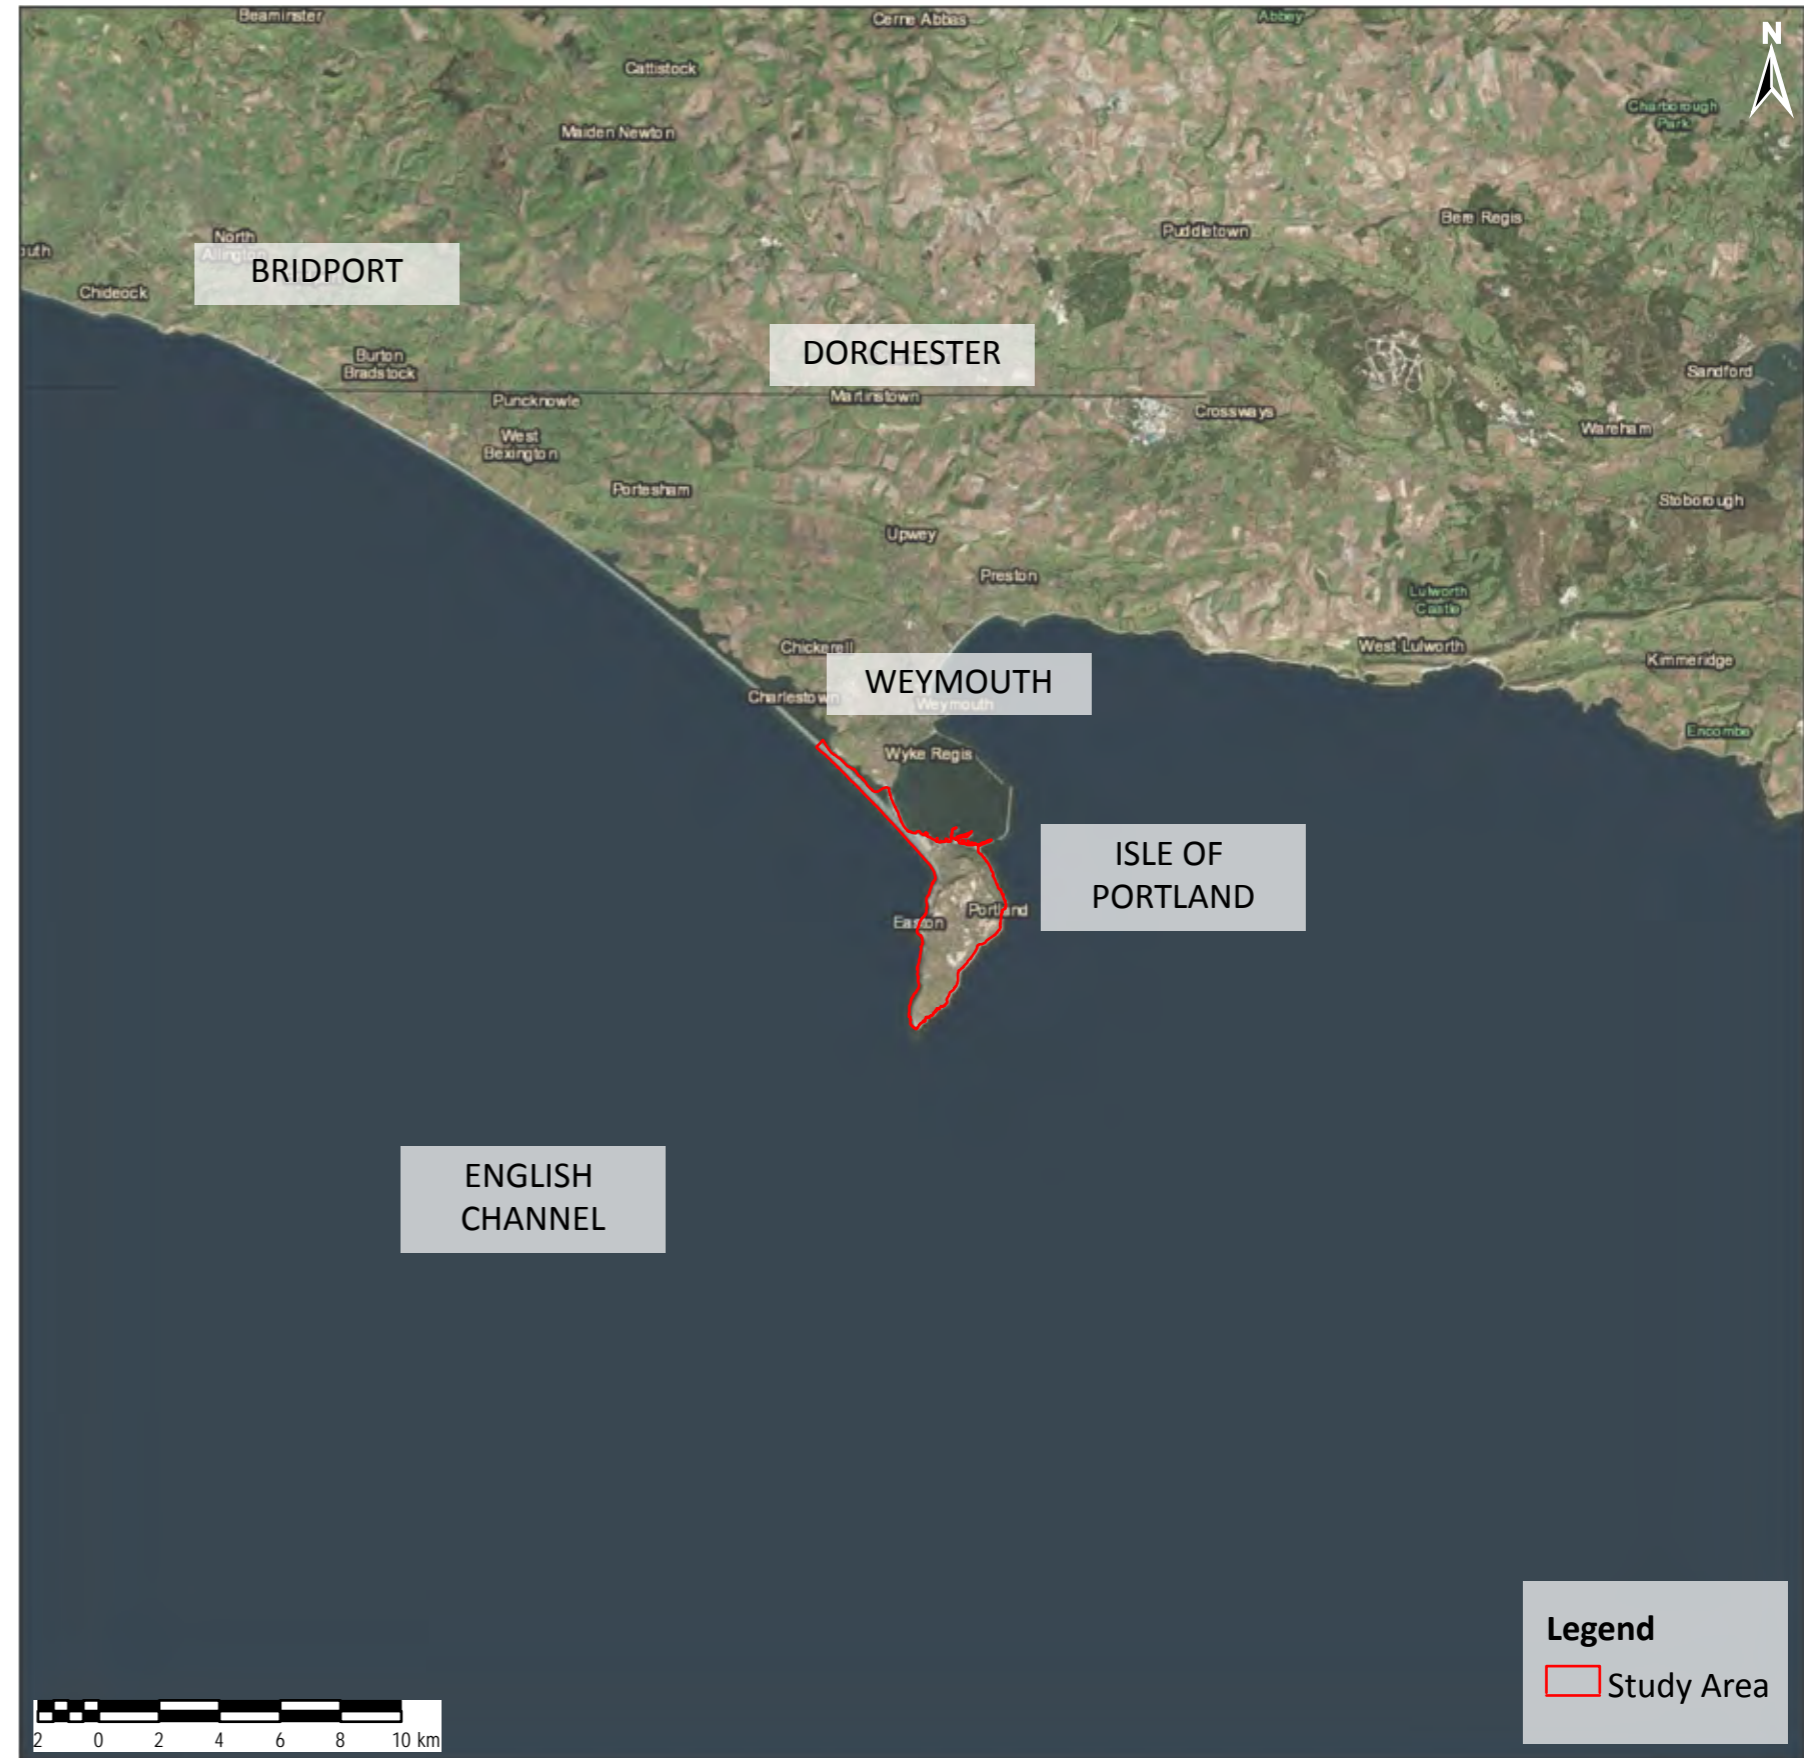 Beaminster
Cerne Abbas
Abbey
N
Cattistock
Charborough
Park
Maiden Newton
Bere Regis
Puddletown
North
Allington
outh
BRIDPORT
Chideock
DORCHESTER
Burton
Bradstock
Sandford
Puncknowle
Martinstown
Crossways
Wareham
West
Bexington
Portesham
Stoborough
Upwey
Preston
Lulworth
Castle
Chickerell
West Lulworth
Kimmeridge
WEYMOUTH
Charlestown
Weymouth
Encombe
Wyke Regis
ISLE OF
PORTLAND
Portland
Easton
ENGLISH
CHANNEL
Legend
Study Area
2 0 2 4 6 8 10 km